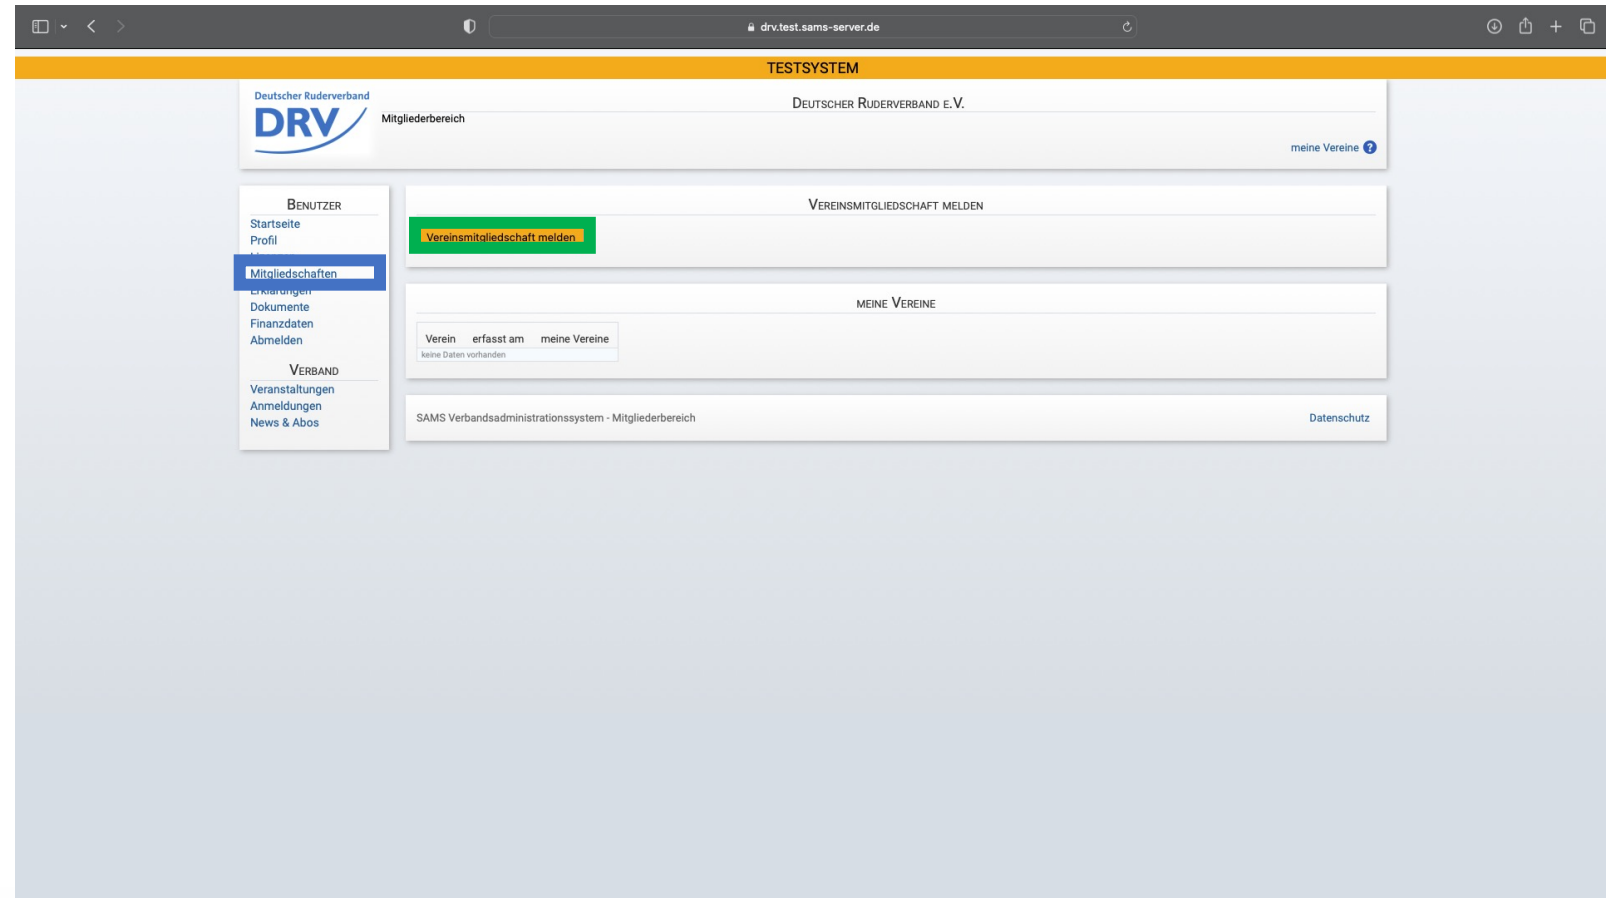 drv.test.sams-server.de
TESTSYSTEM
Deutscher Ruderverband
DRV
DEUTSCHER RUDERVERBAND E.V.
Mitgliederbereich
meine Vereine ?
BENUTZER
Startseite
Profil
Mitgliedschaften
Erklärungen
Dokumente
Finanzdaten
Abmelden
VERBAND
Veranstaltungen
Anmeldungen
News & Abos
VEREINSMITGLIEDSCHAFT MELDEN
Vereinsmitgliedschaft melden
MEINE VEREINE
Verein erfasst am meine Vereine
keine Daten vorhanden
SAMS Verbandsadministrationssystem - Mitgliederbereich
Datenschutz